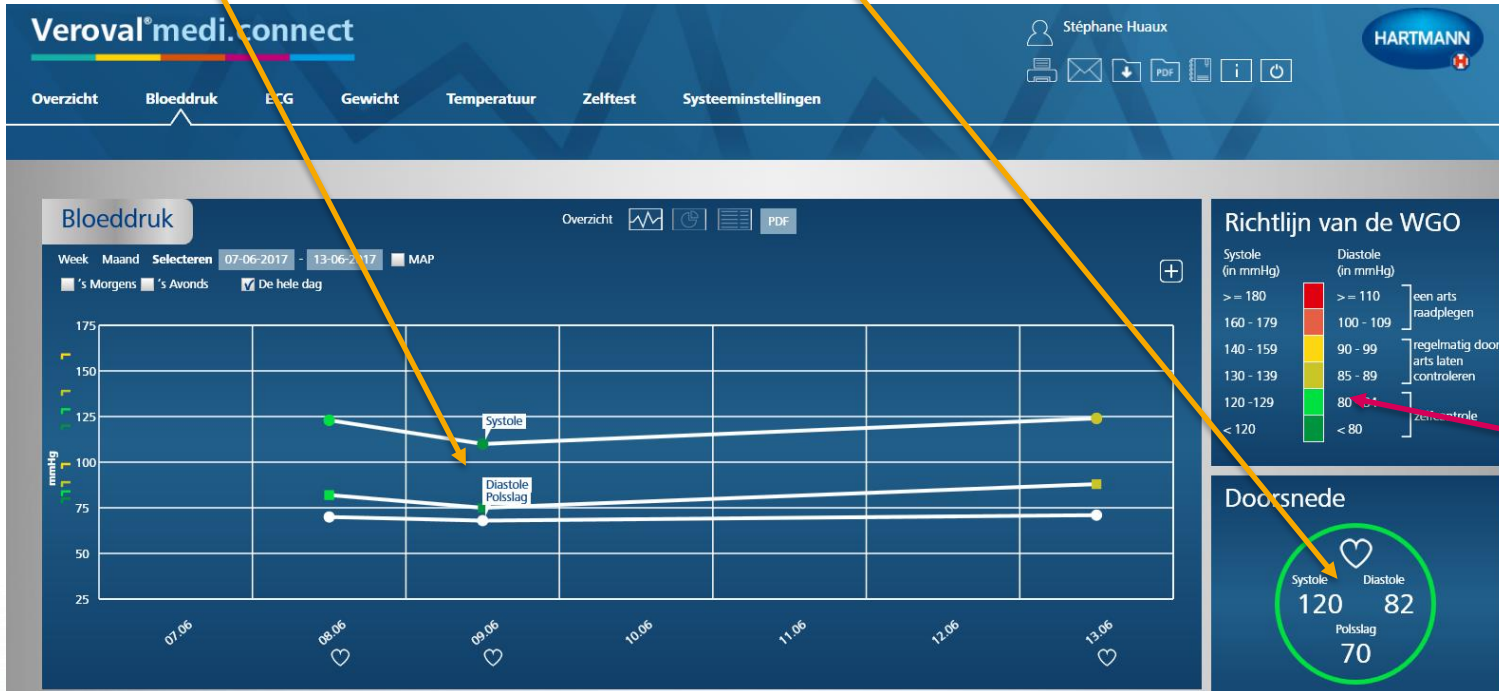 Veroval®medi.connect
Stéphane Huaux
HARTMANN
PDF
i
Overzicht Bloeddruk ECG Gewicht Temperatuur Zelftest Systeeminstellingen
Bloeddruk
Overzicht PDF
Week Maand Selecteren 07-06-2017 - 13-06-2017 MAP
's Morgens 's Avonds De hele dag
mmHg
175
150
125
100
75
50
25
Systole
Diastole
Polsslag
07.06 08.06 09.06 10.06 11.06 12.06 13.06
Richtlijn van de WGO
Systole Diastole
(in mmHg) (in mmHg)
>= 180 >= 110 een arts
raadplegen
160 - 179 100 - 109
140 - 159 90 - 99 regelmatig door
arts laten
130 - 139 85 - 89 controleren
120 -129 80
zelfcontrole
< 120 < 80
Doorsnede
Systole Diastole
120 82
Polsslag
70